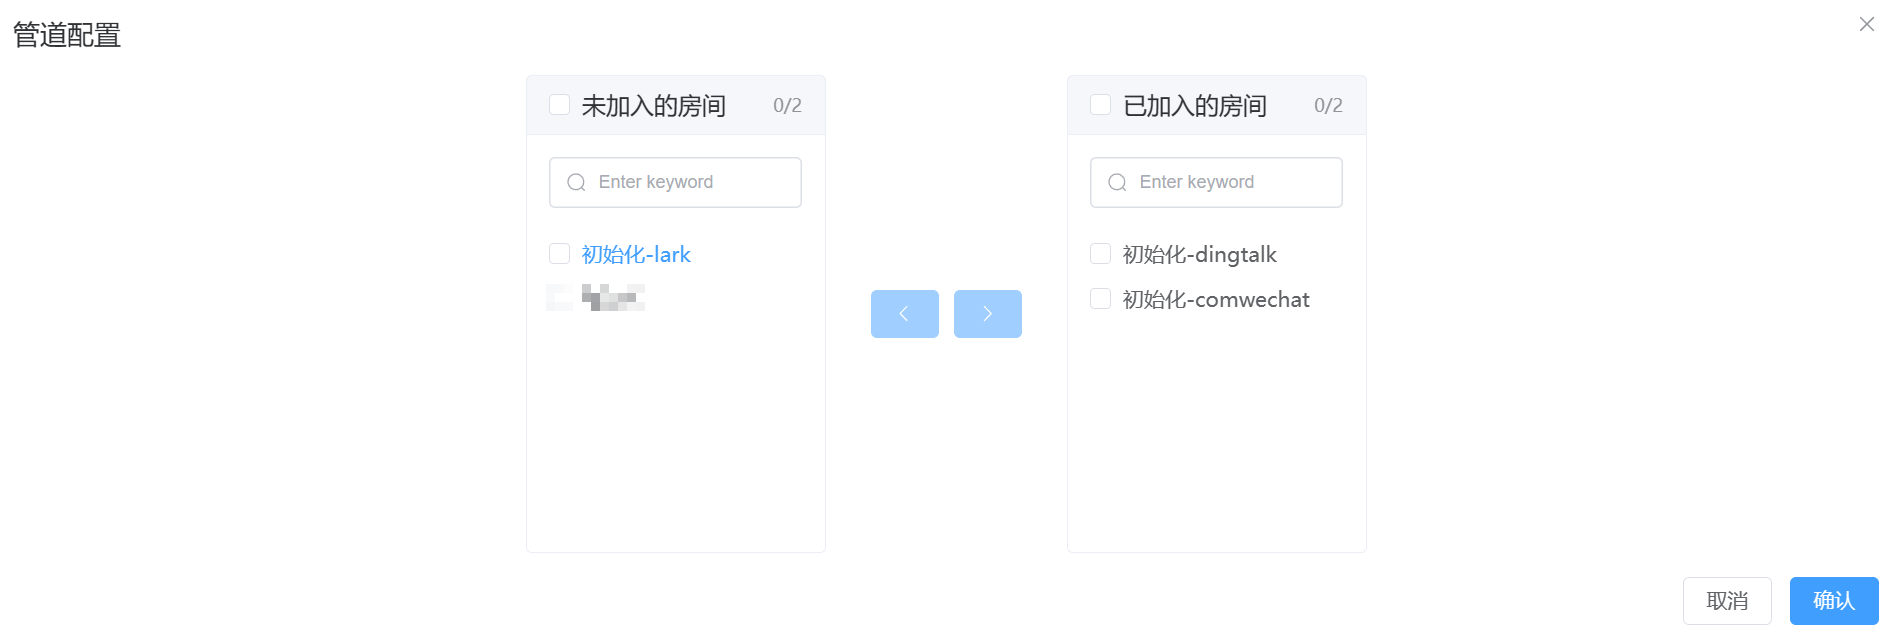 管道配置
未加入的房间 0/2
Enter keyword
初始化-lark
已加入的房间 0/2
Enter keyword
初始化-dingtalk
初始化-comwechat
取消 确认